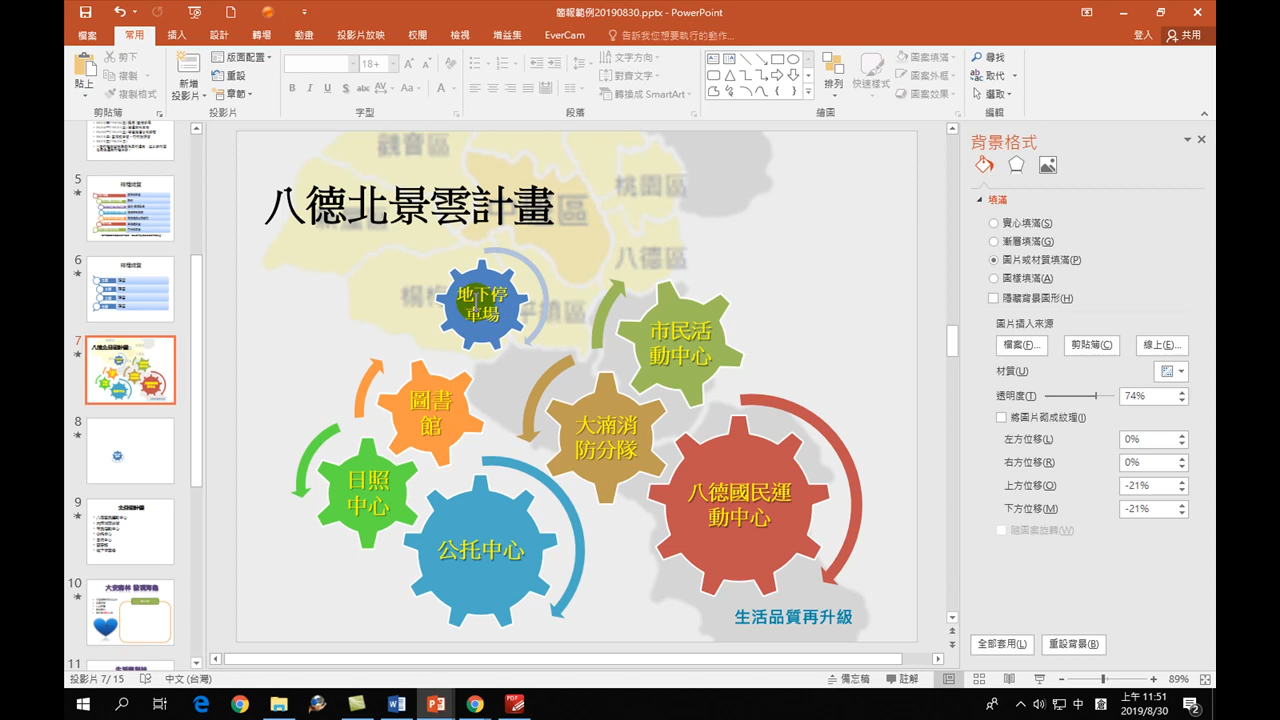 簡報範例20190830.pptx - PowerPoint
檔案 常用 插入 設計 轉場 動畫 投影片放映 校閱 檢視 增益集 EverCam 告訴我您想要執行的動作... 登入 共用
貼上
剪下
複製
複製格式
剪貼簿
新增
投影片
版面配置
重設
章節
投影片
18+
字型
文字方向
對齊文字
轉換成 SmartArt
段落
排列
快速樣式
圖案填滿
圖案外框
圖案效果
繪圖
尋找
取代
選取
編輯
5
6
7
8
9
10
11
觀音區
桃園區
八德區
八德北景雲計畫
地下停
車場
市民活
動中心
圖書
館
大湳消
防分隊
日照
中心
公托中心
八德國民運
動中心
生活品質再升級
背景格式
填滿
實心填滿(S)
漸層填滿(G)
圖片或材質填滿(P)
圖樣填滿(A)
隱藏背景圖形(H)
圖片插入來源
檔案(F)... 剪貼簿(C) 線上(E)...
材質(U)
透明度(T) 74%
將圖片砌成紋理(I)
左方位移(L) 0%
右方位移(R) 0%
上方位移(O) -21%
下方位移(M) -21%
隨圖案旋轉(W)
全部套用(L) 重設背景(B)
投影片 7/ 15 中文 (台灣) 備忘稿 註解 89%
上午 11:51
2019/8/30